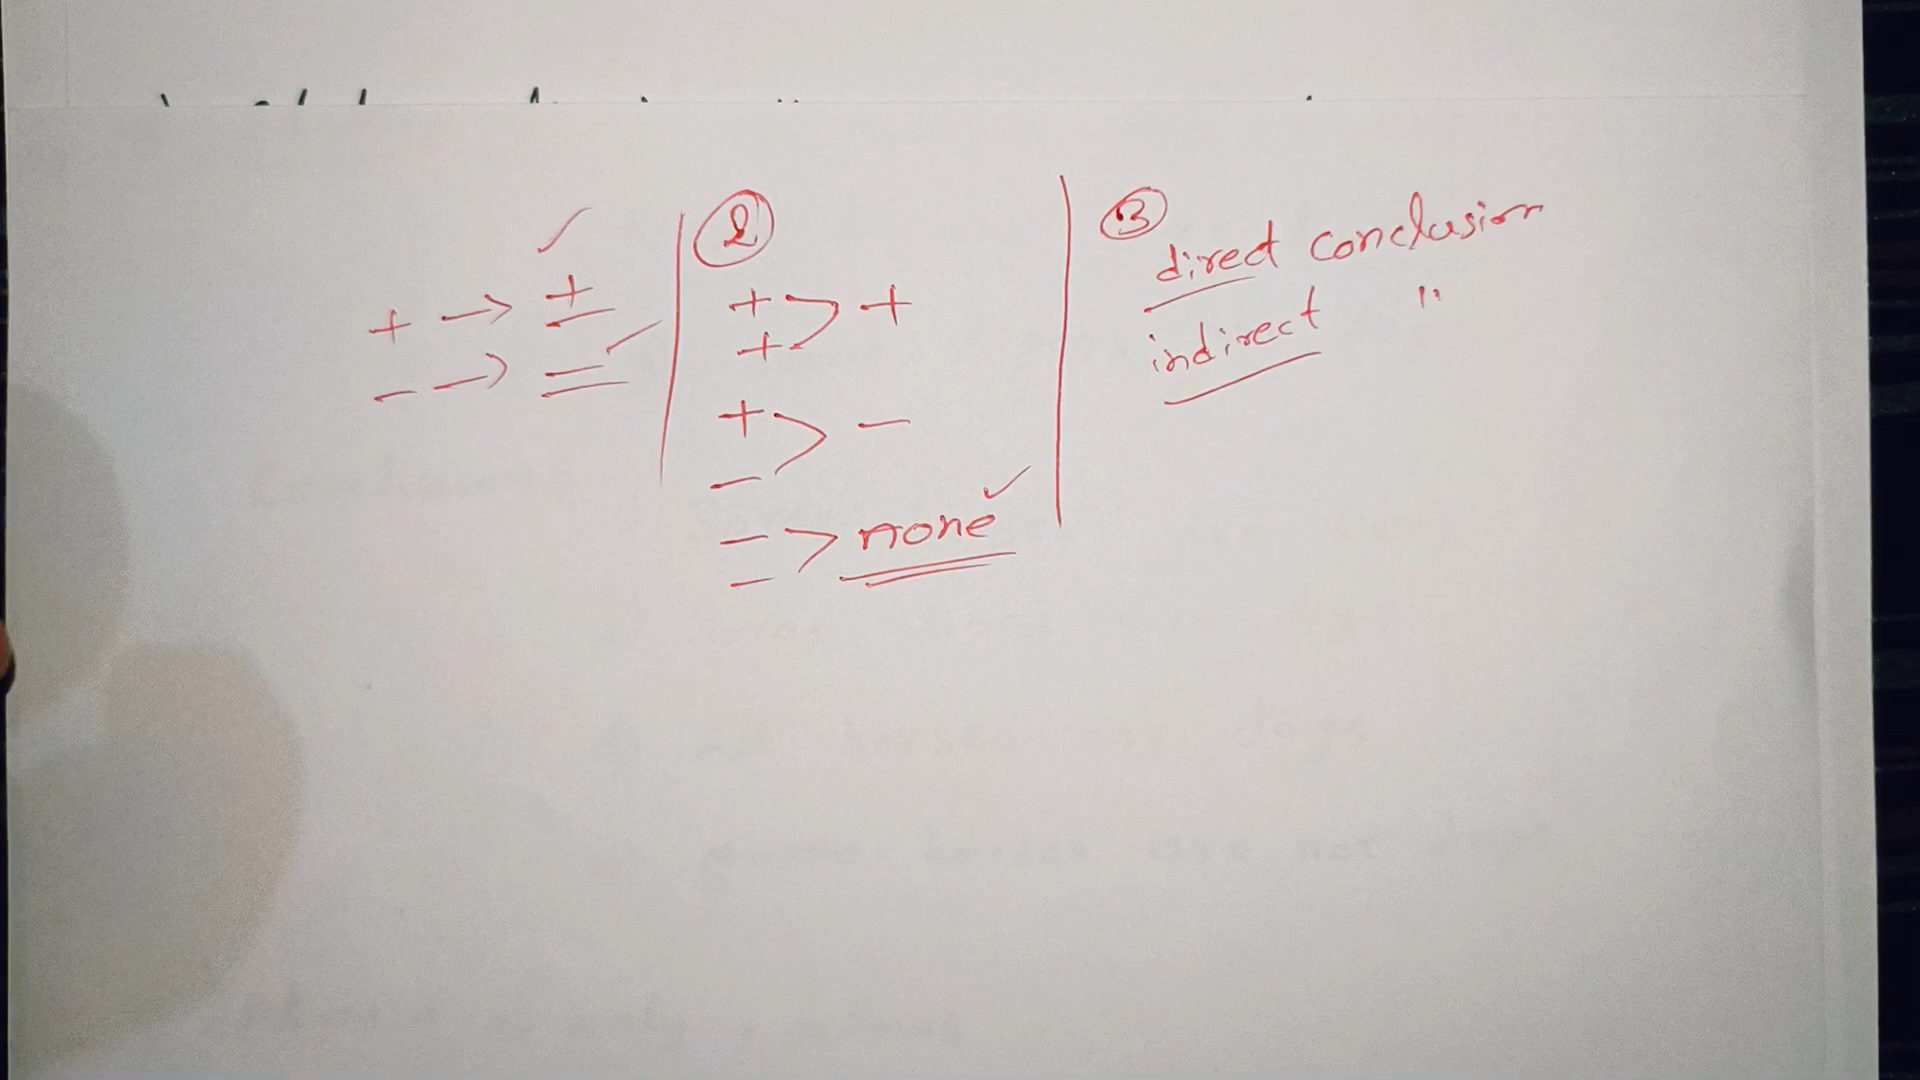 + → +
- → -
②
+
+ > +
+
- > -
-
- > none
③
direct conclusion
indirect "